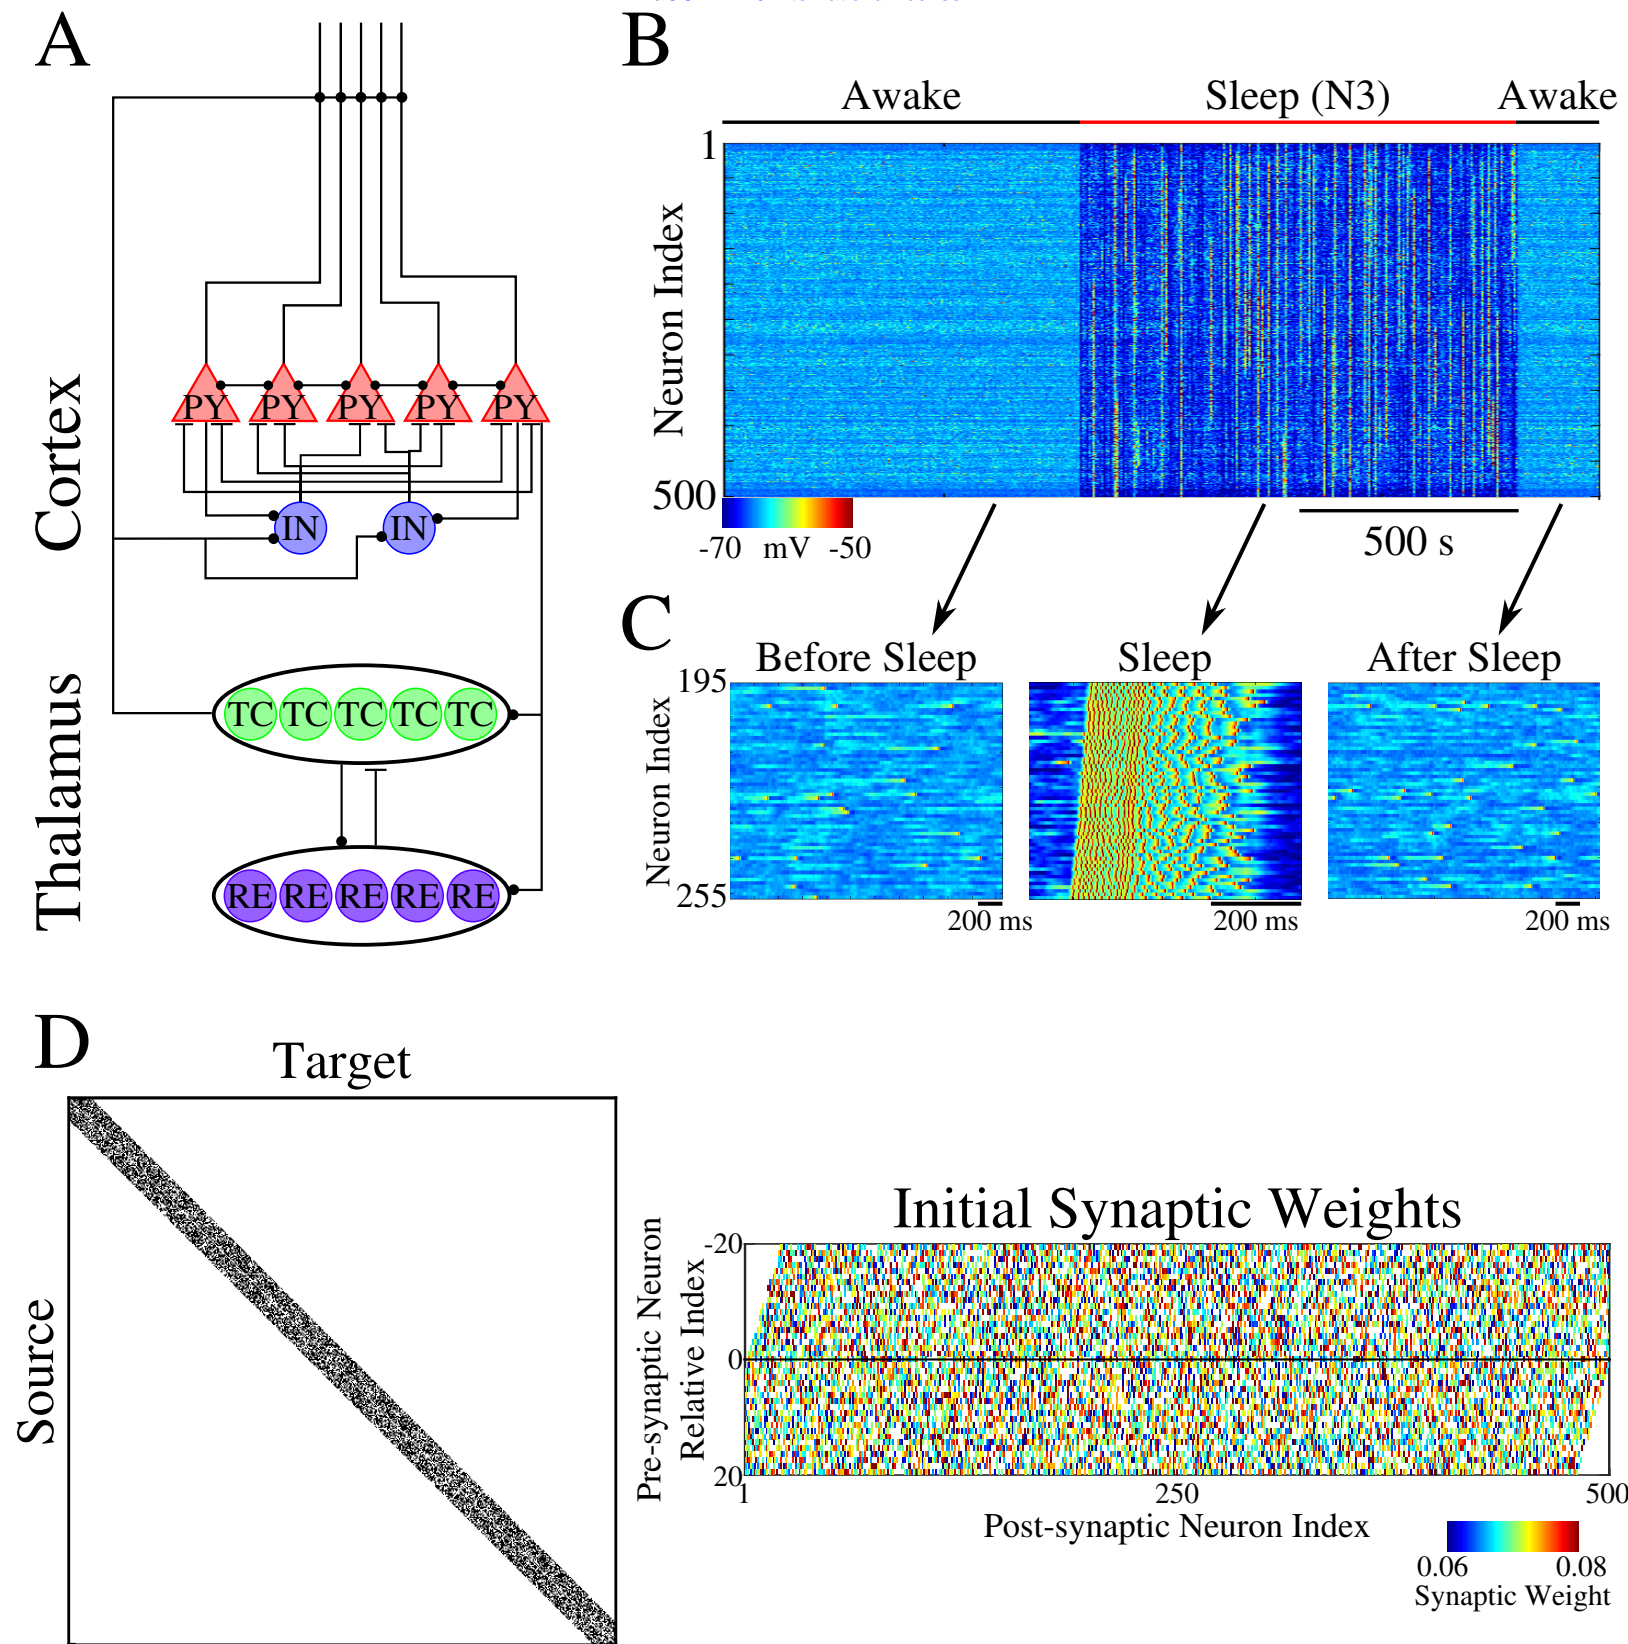 A
Cortex
Thalamus
PY PY PY PY PY
IN IN
TC TC TC TC TC
RE RE RE RE RE
B
Awake Sleep (N3) Awake
1
Neuron Index
500
-70 mV -50
500 s
C
Before Sleep Sleep After Sleep
195
Neuron Index
255
200 ms 200 ms 200 ms
D
Target
Source
Initial Synaptic Weights
Pre-synaptic Neuron
Relative Index
-20
0
20
1 250 500
Post-synaptic Neuron Index
0.06 0.08
Synaptic Weight